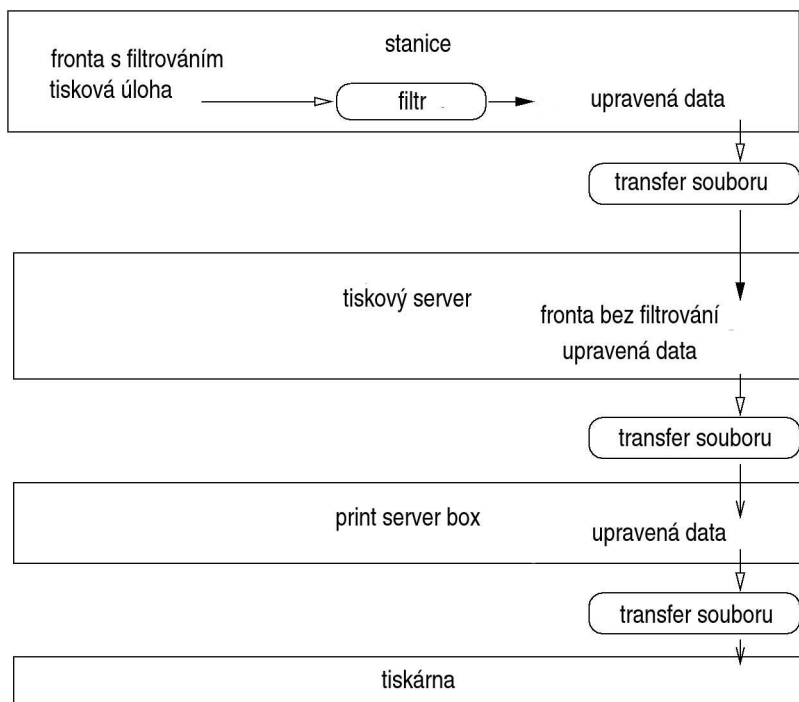 stanice
fronta s filtrováním
tisková úloha
filtr
upravená data
transfer souboru
tiskový server
fronta bez filtrování
upravená data
transfer souboru
print server box
upravená data
transfer souboru
tiskárna